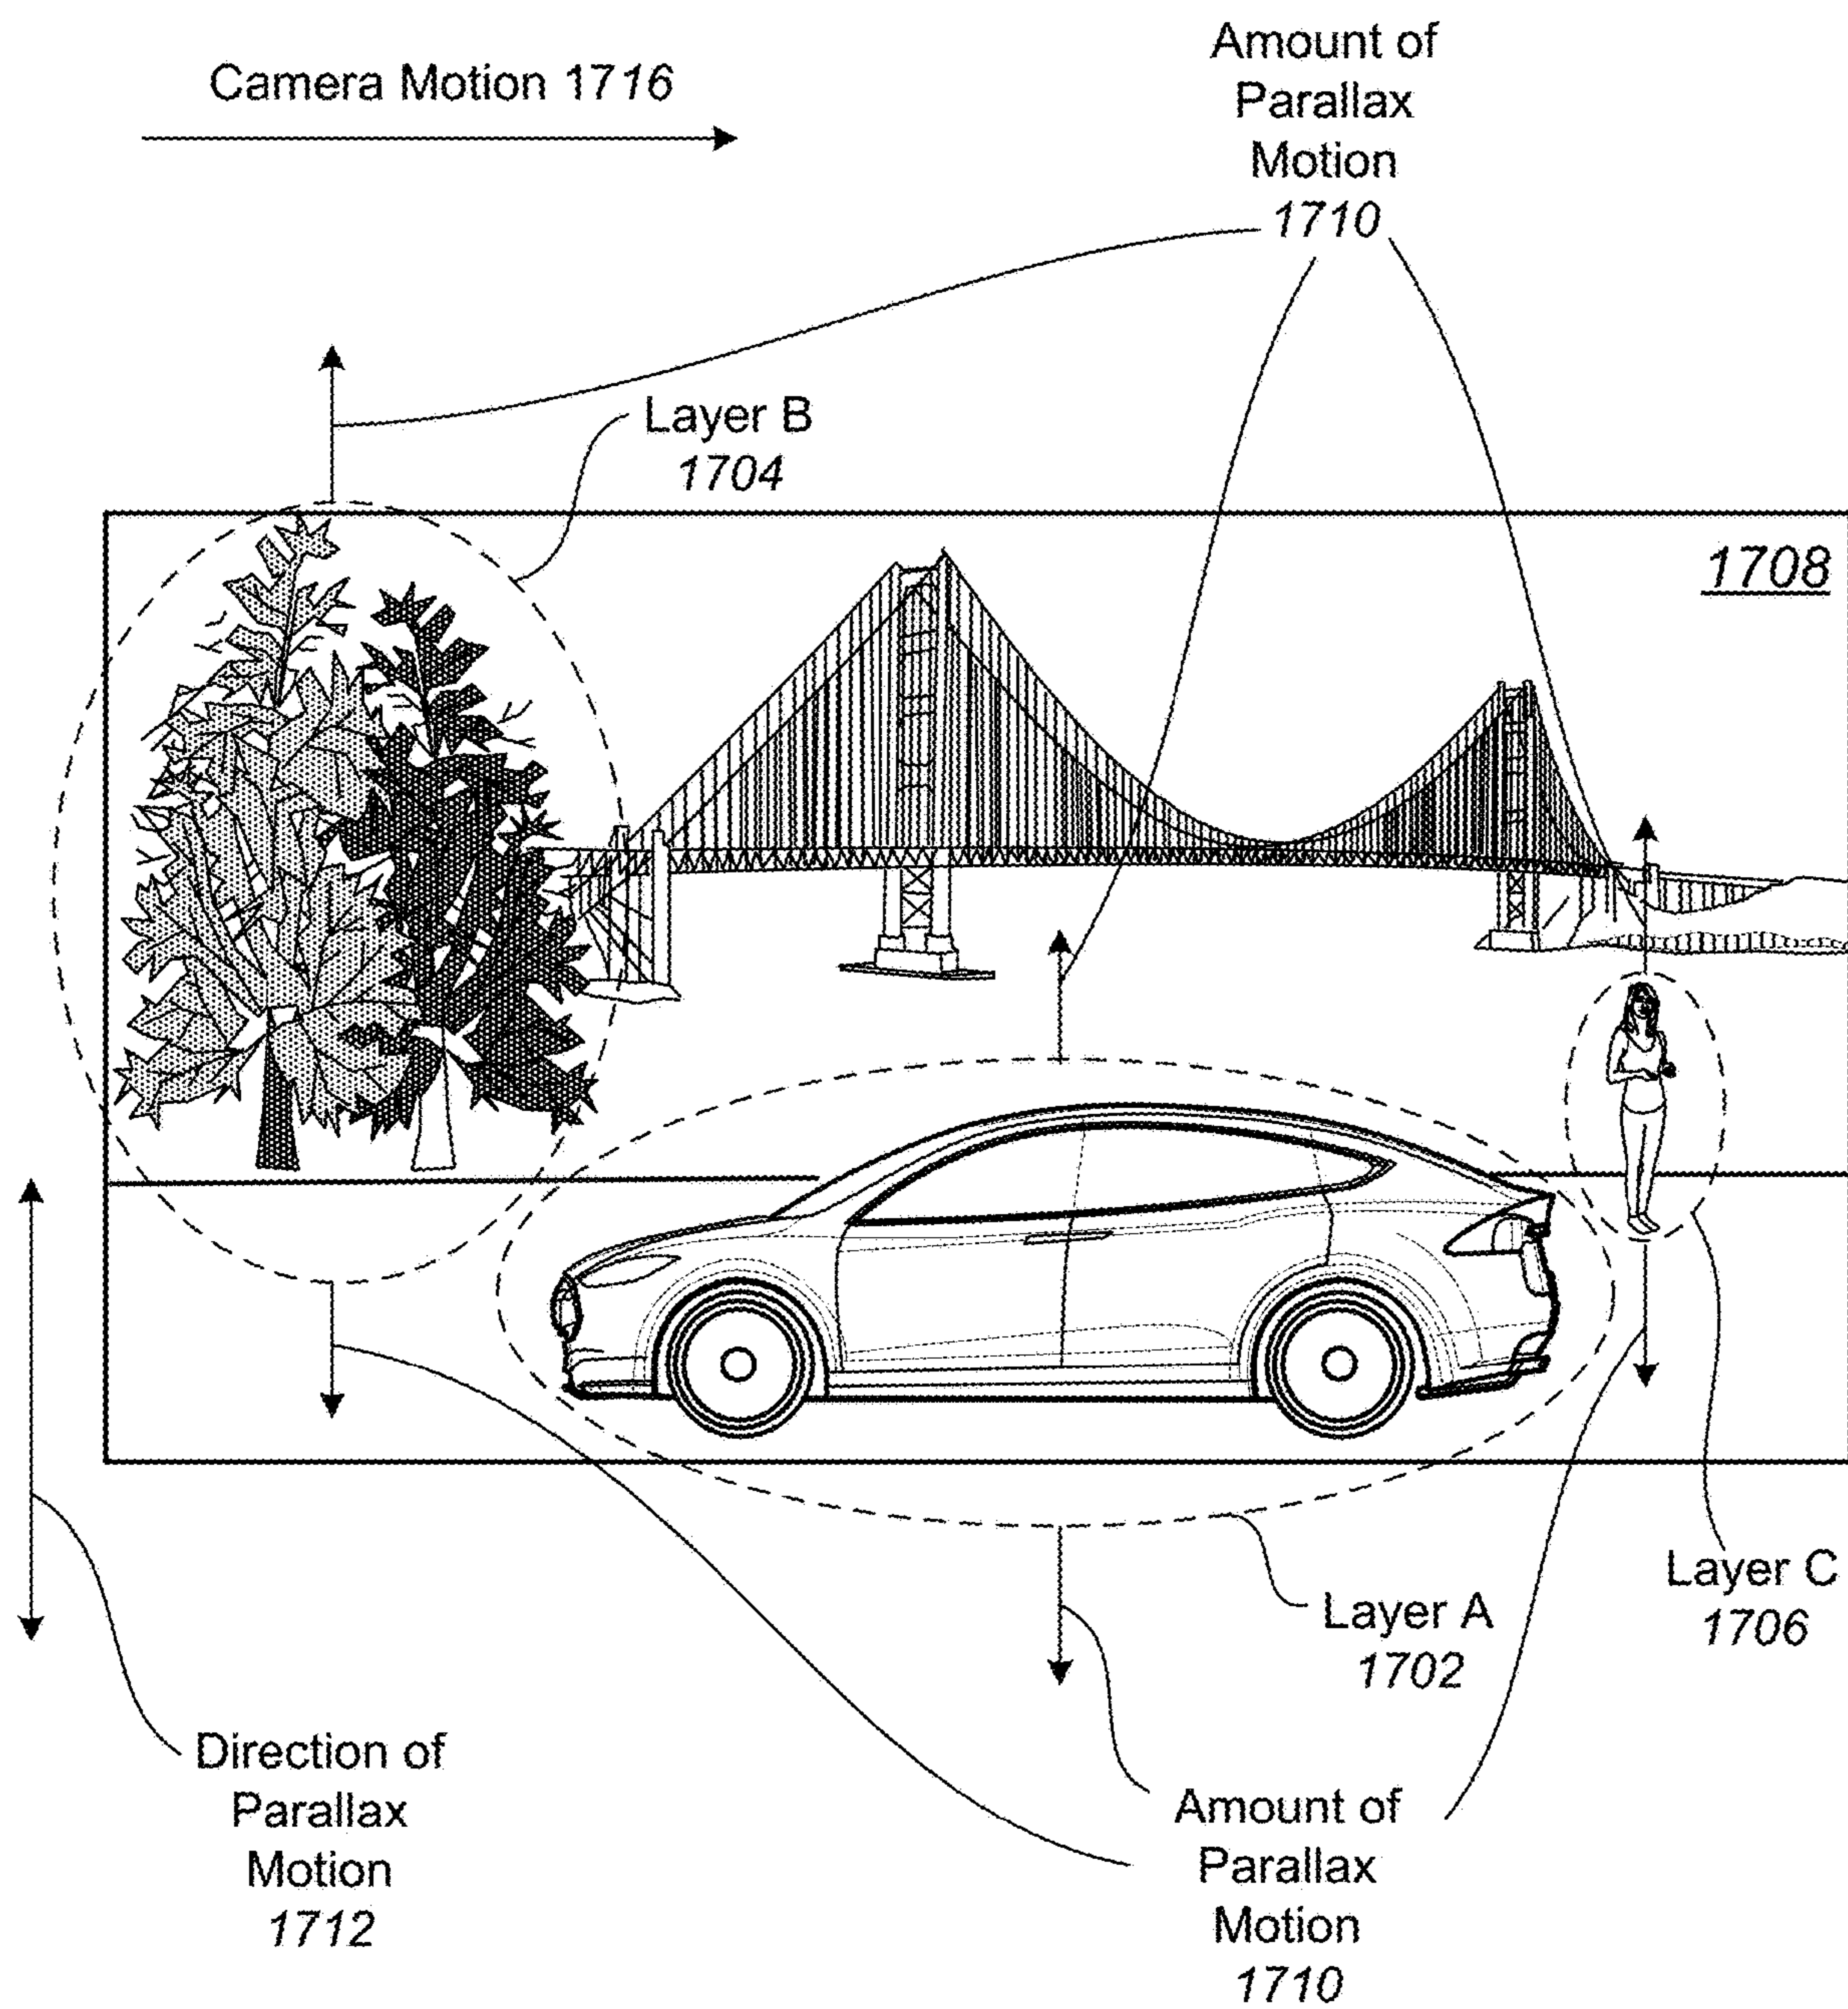 Camera Motion 1716
Amount of
Parallax
Motion
1710
Layer B
1704
1708
Layer C
1706
Layer A
1702
Direction of
Parallax
Motion
1712
Amount of
Parallax
Motion
1710